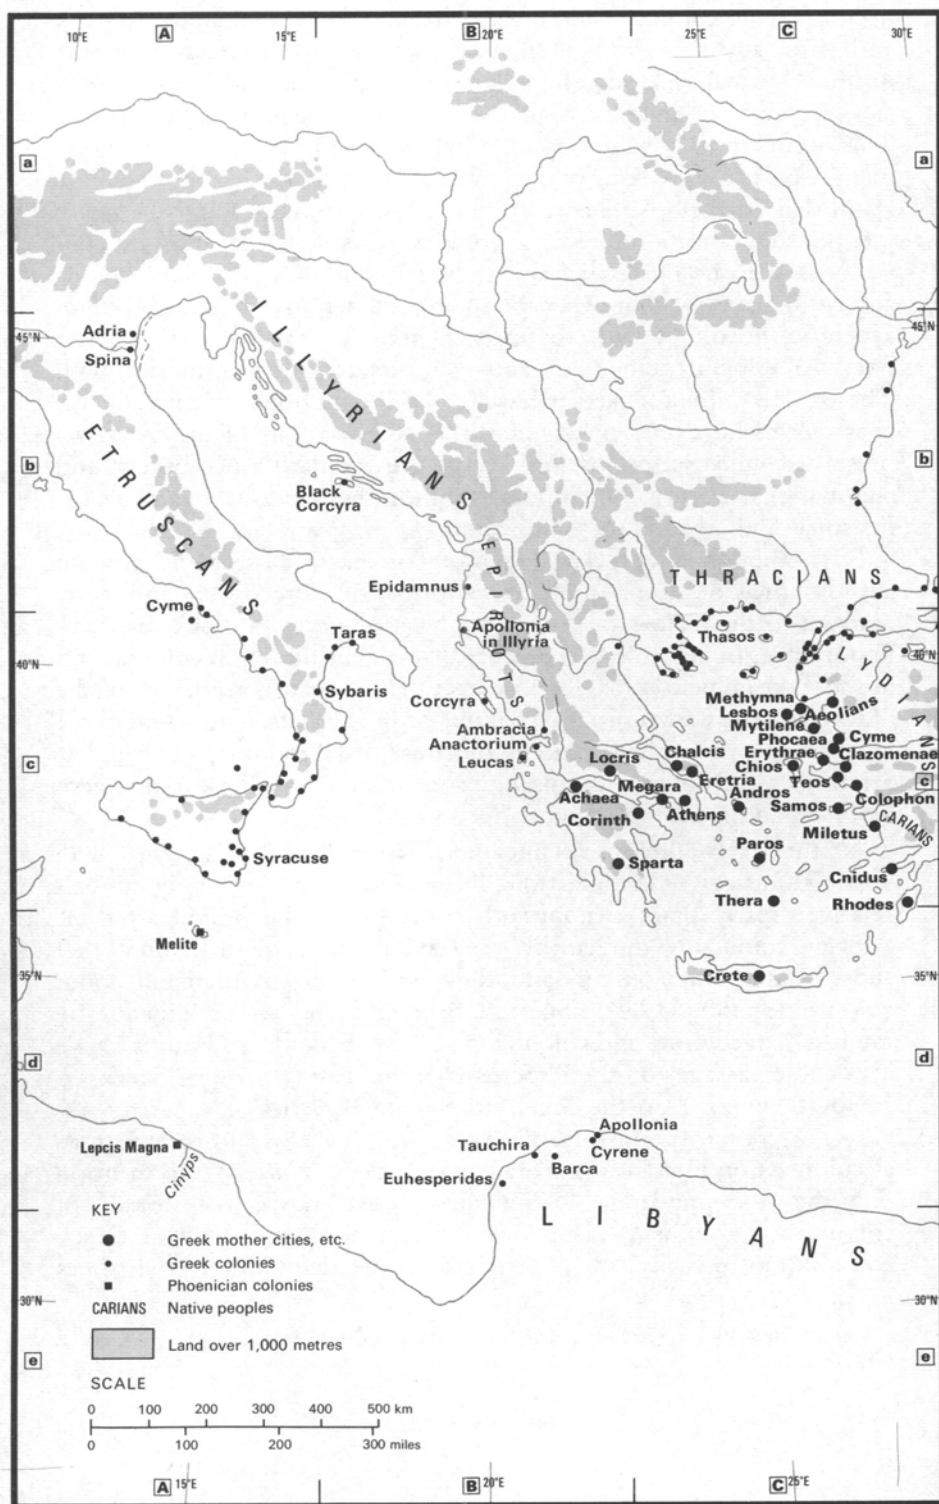 10°E
A
15°E
B
20°E
25°E
C
30°E
a
a
ILLYRIANS
45°N
45°N
Adria
Spina
ETRUSCANS
b
b
Black
Corcyra
EPIROTS
THRACIANS
Epidamnus
Cyme
Taras
Apollonia
in Illyria
Thasos
40°N
40°N
LYDIANS
Sybaris
Corcyra
Methymna
Lesbos
Aeolians
Mytilene
Ambracia
Phocaea
Cyme
Anactorium
Chalcis
Erythrae
Clazomenae
Leucas
Locris
Chios
c
C
Eretria
Teos
Megara
Andros
Colophon
Achaea
Samos
Corinth
Athens
CARIANS
Miletus
Paros
Syracuse
Sparta
Cnidus
Thera
Rhodes
Melite
35°N
Crete
35°N
d
d
Apollonia
Lepcis Magna
Tauchira
Cyrene
Cinyps
Barca
Euhesperides
LIBYANS
KEY
Greek mother cities, etc.
Greek colonies
Phoenician colonies
30°N
CARIANS Native peoples
30°N
Land over 1,000 metres
e
e
SCALE
0 100 200 300 400 500 km
0 100 200 300 miles
A
15°E
B
20°E
C
25°E